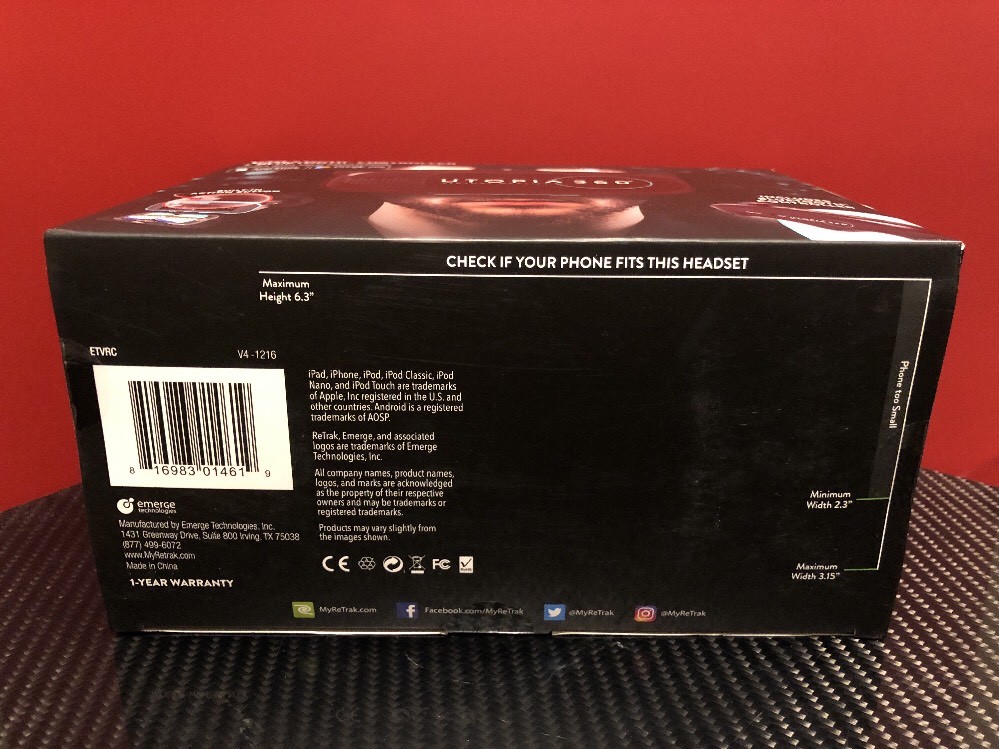 UTOPIA 360°
CHECK IF YOUR PHONE FITS THIS HEADSET
Maximum
Height 6.3"
ETVRC
V4 -1216
8 16983 01461 9
iPad, iPhone, iPod, iPod Classic, iPod
Nano, and iPod Touch are trademarks
of Apple, Inc registered in the U.S. and
other countries. Android is a registered
trademarks of AOSP.
ReTrak, Emerge, and associated
logos are trademarks of Emerge
Technologies, Inc.
All company names, product names,
logos, and marks are acknowledged
as the property of their respective
owners and may be trademarks or
registered trademarks.
Products may vary slightly from
the images shown.
emerge
technologies
Manufactured by Emerge Technologies, Inc.
1431 Greenway Drive, Suite 800 Irving, TX 75038
(877) 499-6072
www.MyRetrak.com
Made in China
1-YEAR WARRANTY
CE
FC
Phone too Small
Minimum
Width 2.3"
Maximum
Width 3.15"
MyReTrak.com
Facebook.com/MyReTrak
@MyReTrak
@MyReTrak